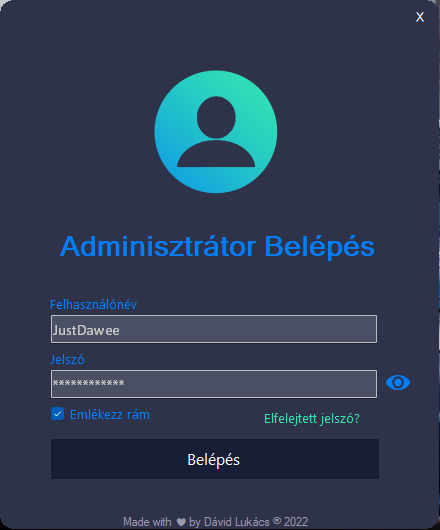 X
Adminisztrátor Belépés
Felhasználónév
JustDawee
Jelszó
************
Emlékezz rám
Elfelejtett jelszó?
Belépés
Made with ♥ by Dávid Lukács ® 2022